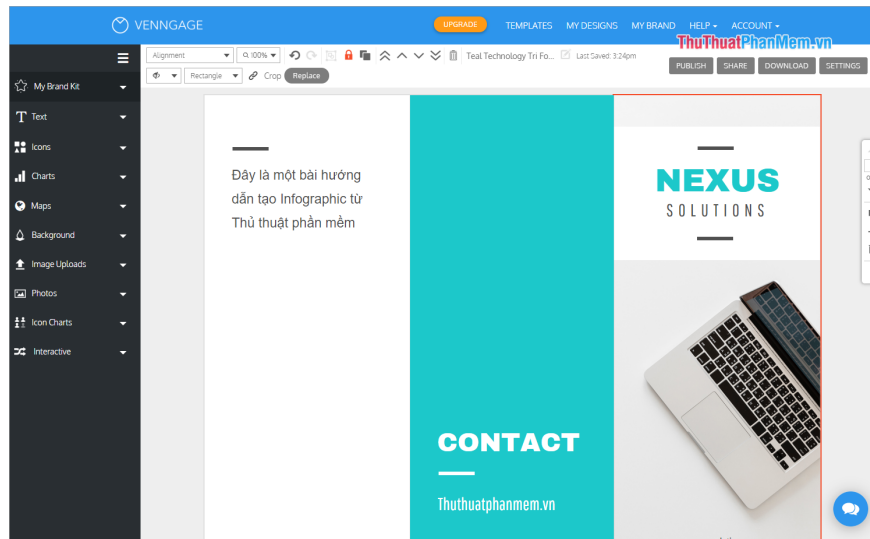 VENNGAGE
UPGRADE TEMPLATES MY DESIGNS MY BRAND HELP ACCOUNT
ThuThuatPhanMem.vn
Alignment 100% Teal Technology Tri Fo... Last Saved: 3:24pm
PUBLISH SHARE DOWNLOAD SETTINGS
Rectangle Crop Replace
My Brand Kit
Text
Icons
Charts
Maps
Background
Image Uploads
Photos
Icon Charts
Interactive
Đây là một bài hướng
dẫn tạo Infographic từ
Thủ thuật phần mềm
CONTACT
Thuthuatphanmem.vn
NEXUS
SOLUTIONS